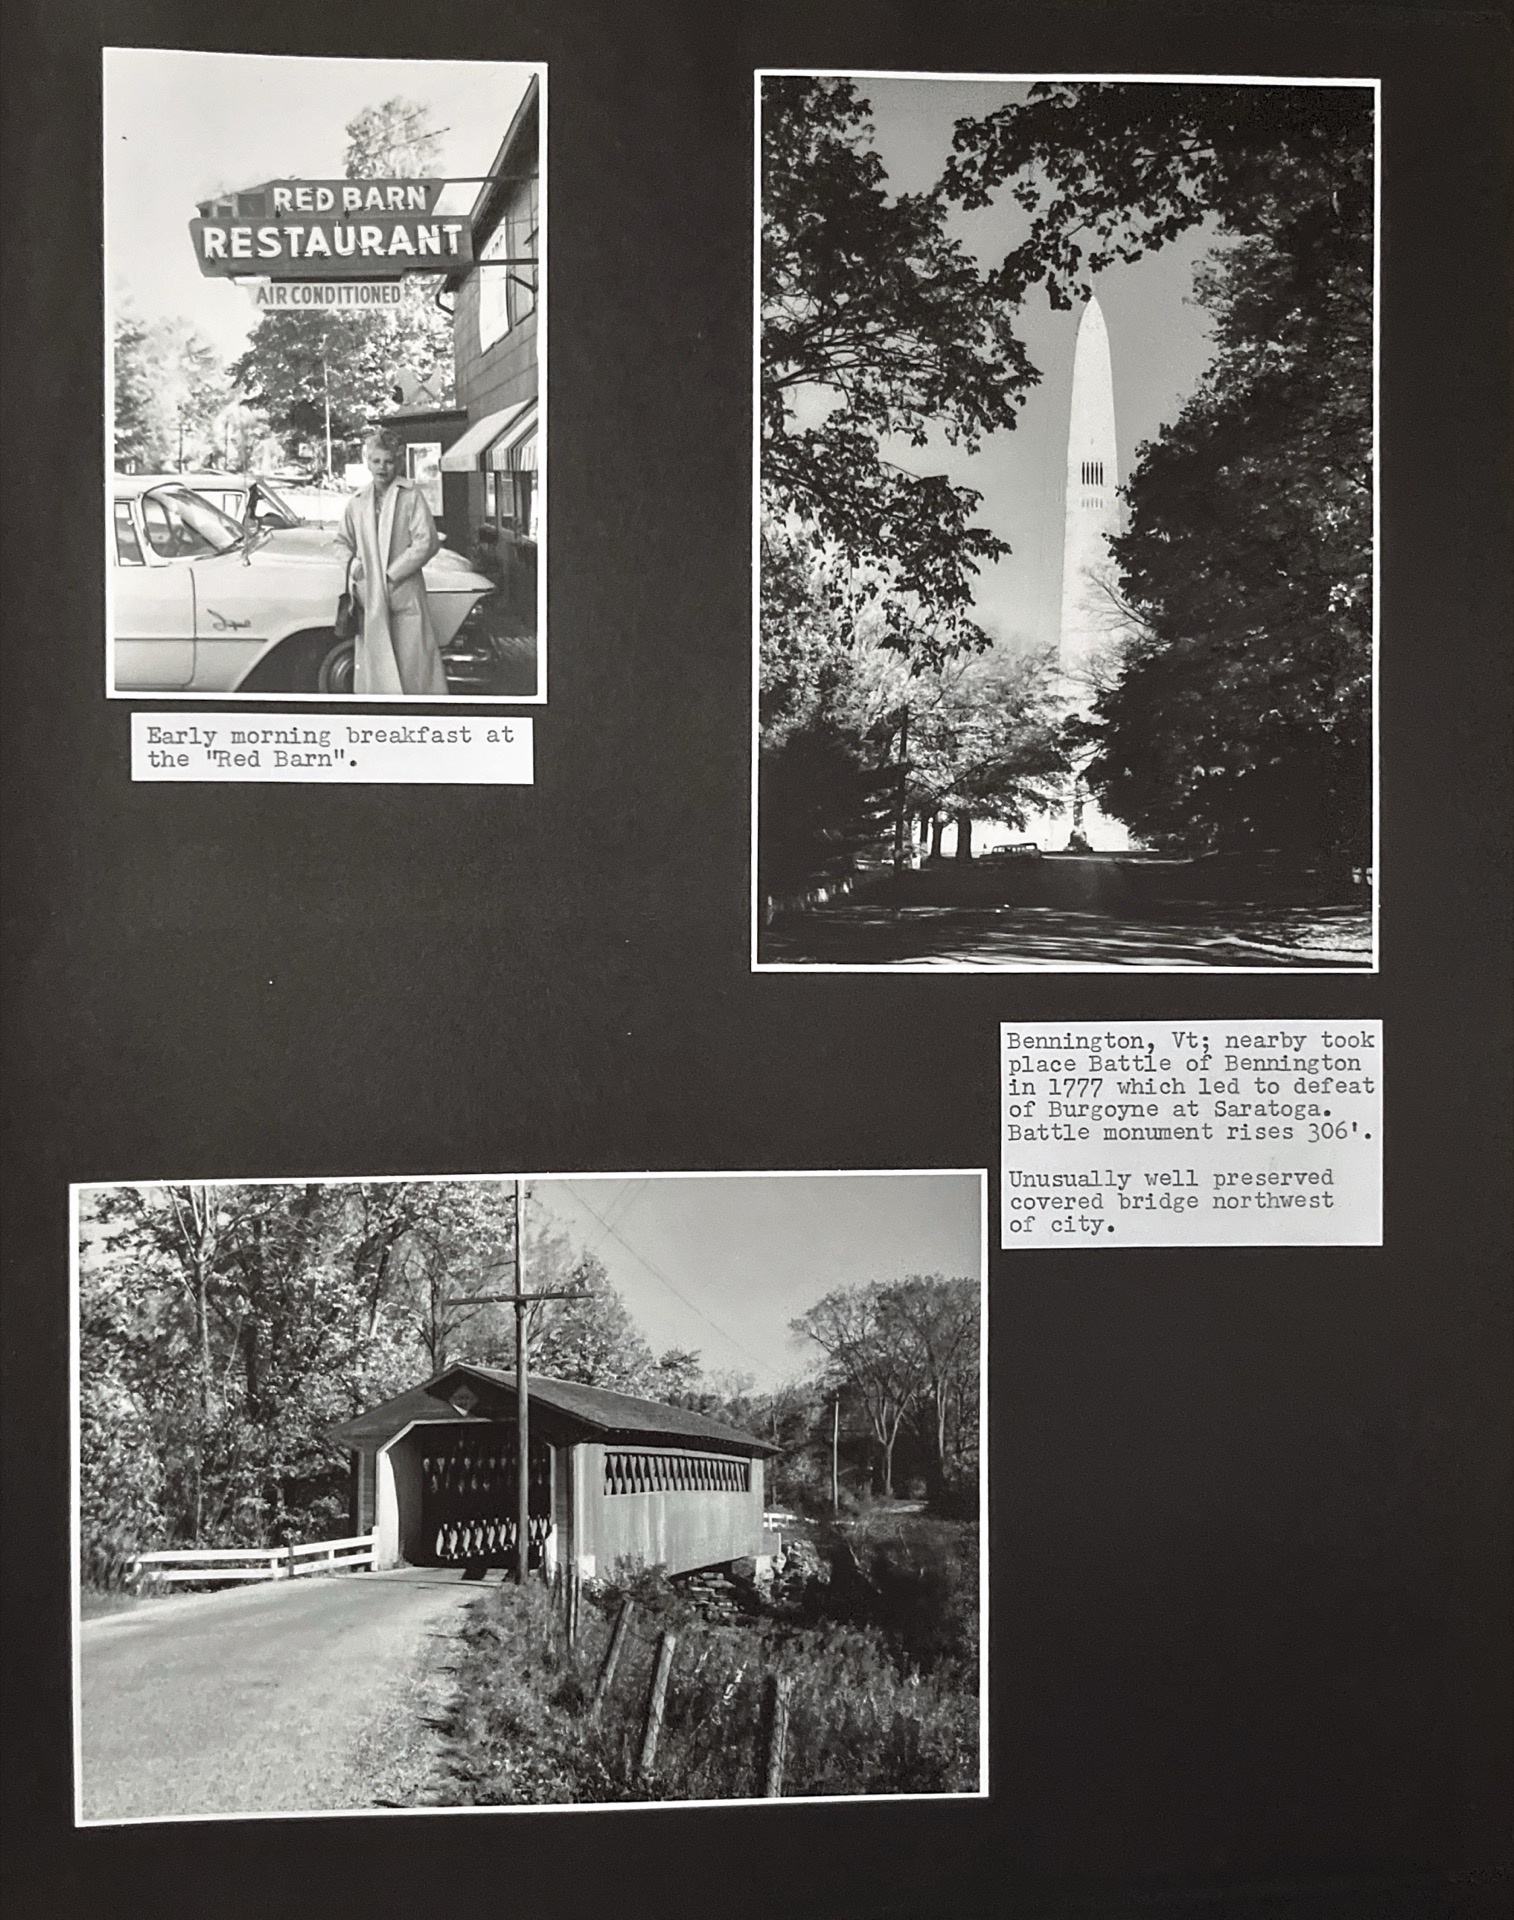 RED BARN
RESTAURANT
AIR CONDITIONED
Early morning breakfast at
the "Red Barn".
Bennington, Vt; nearby took
place Battle of Bennington
in 1777 which led to defeat
of Burgoyne at Saratoga.
Battle monument rises 306'.
Unusually well preserved
covered bridge northwest
of city.